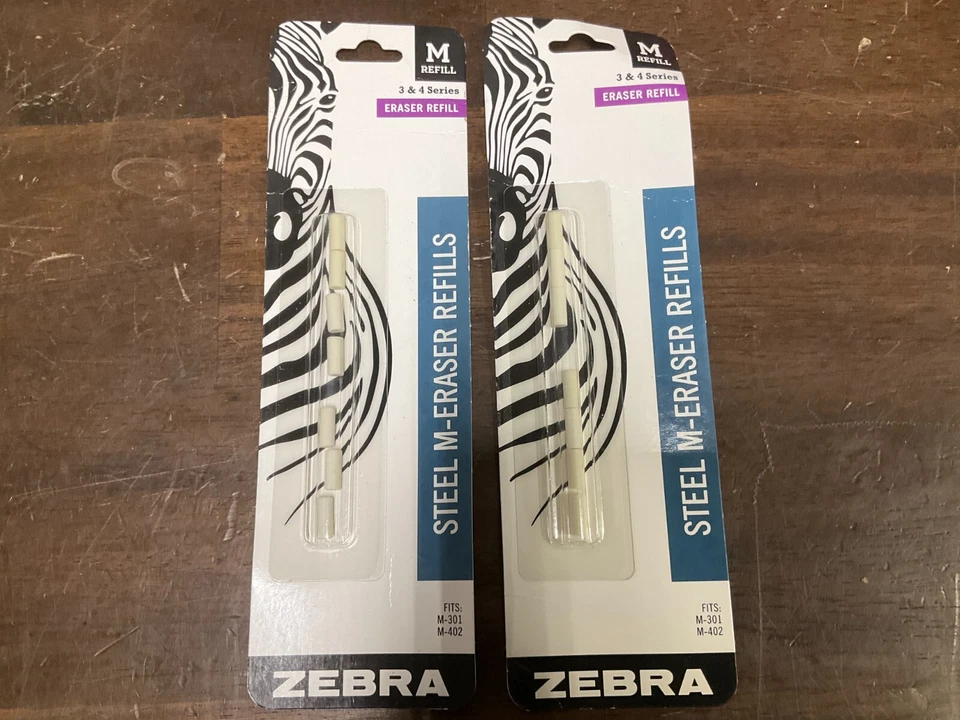 M
REFILL
3 & 4 Series
ERASER REFILL
STEEL M-ERASER REFILLS
FITS:
M-301
M-402
ZEBRA
M
REFILL
3 & 4 Series
ERASER REFILL
STEEL M-ERASER REFILLS
FITS:
M-301
M-402
ZEBRA